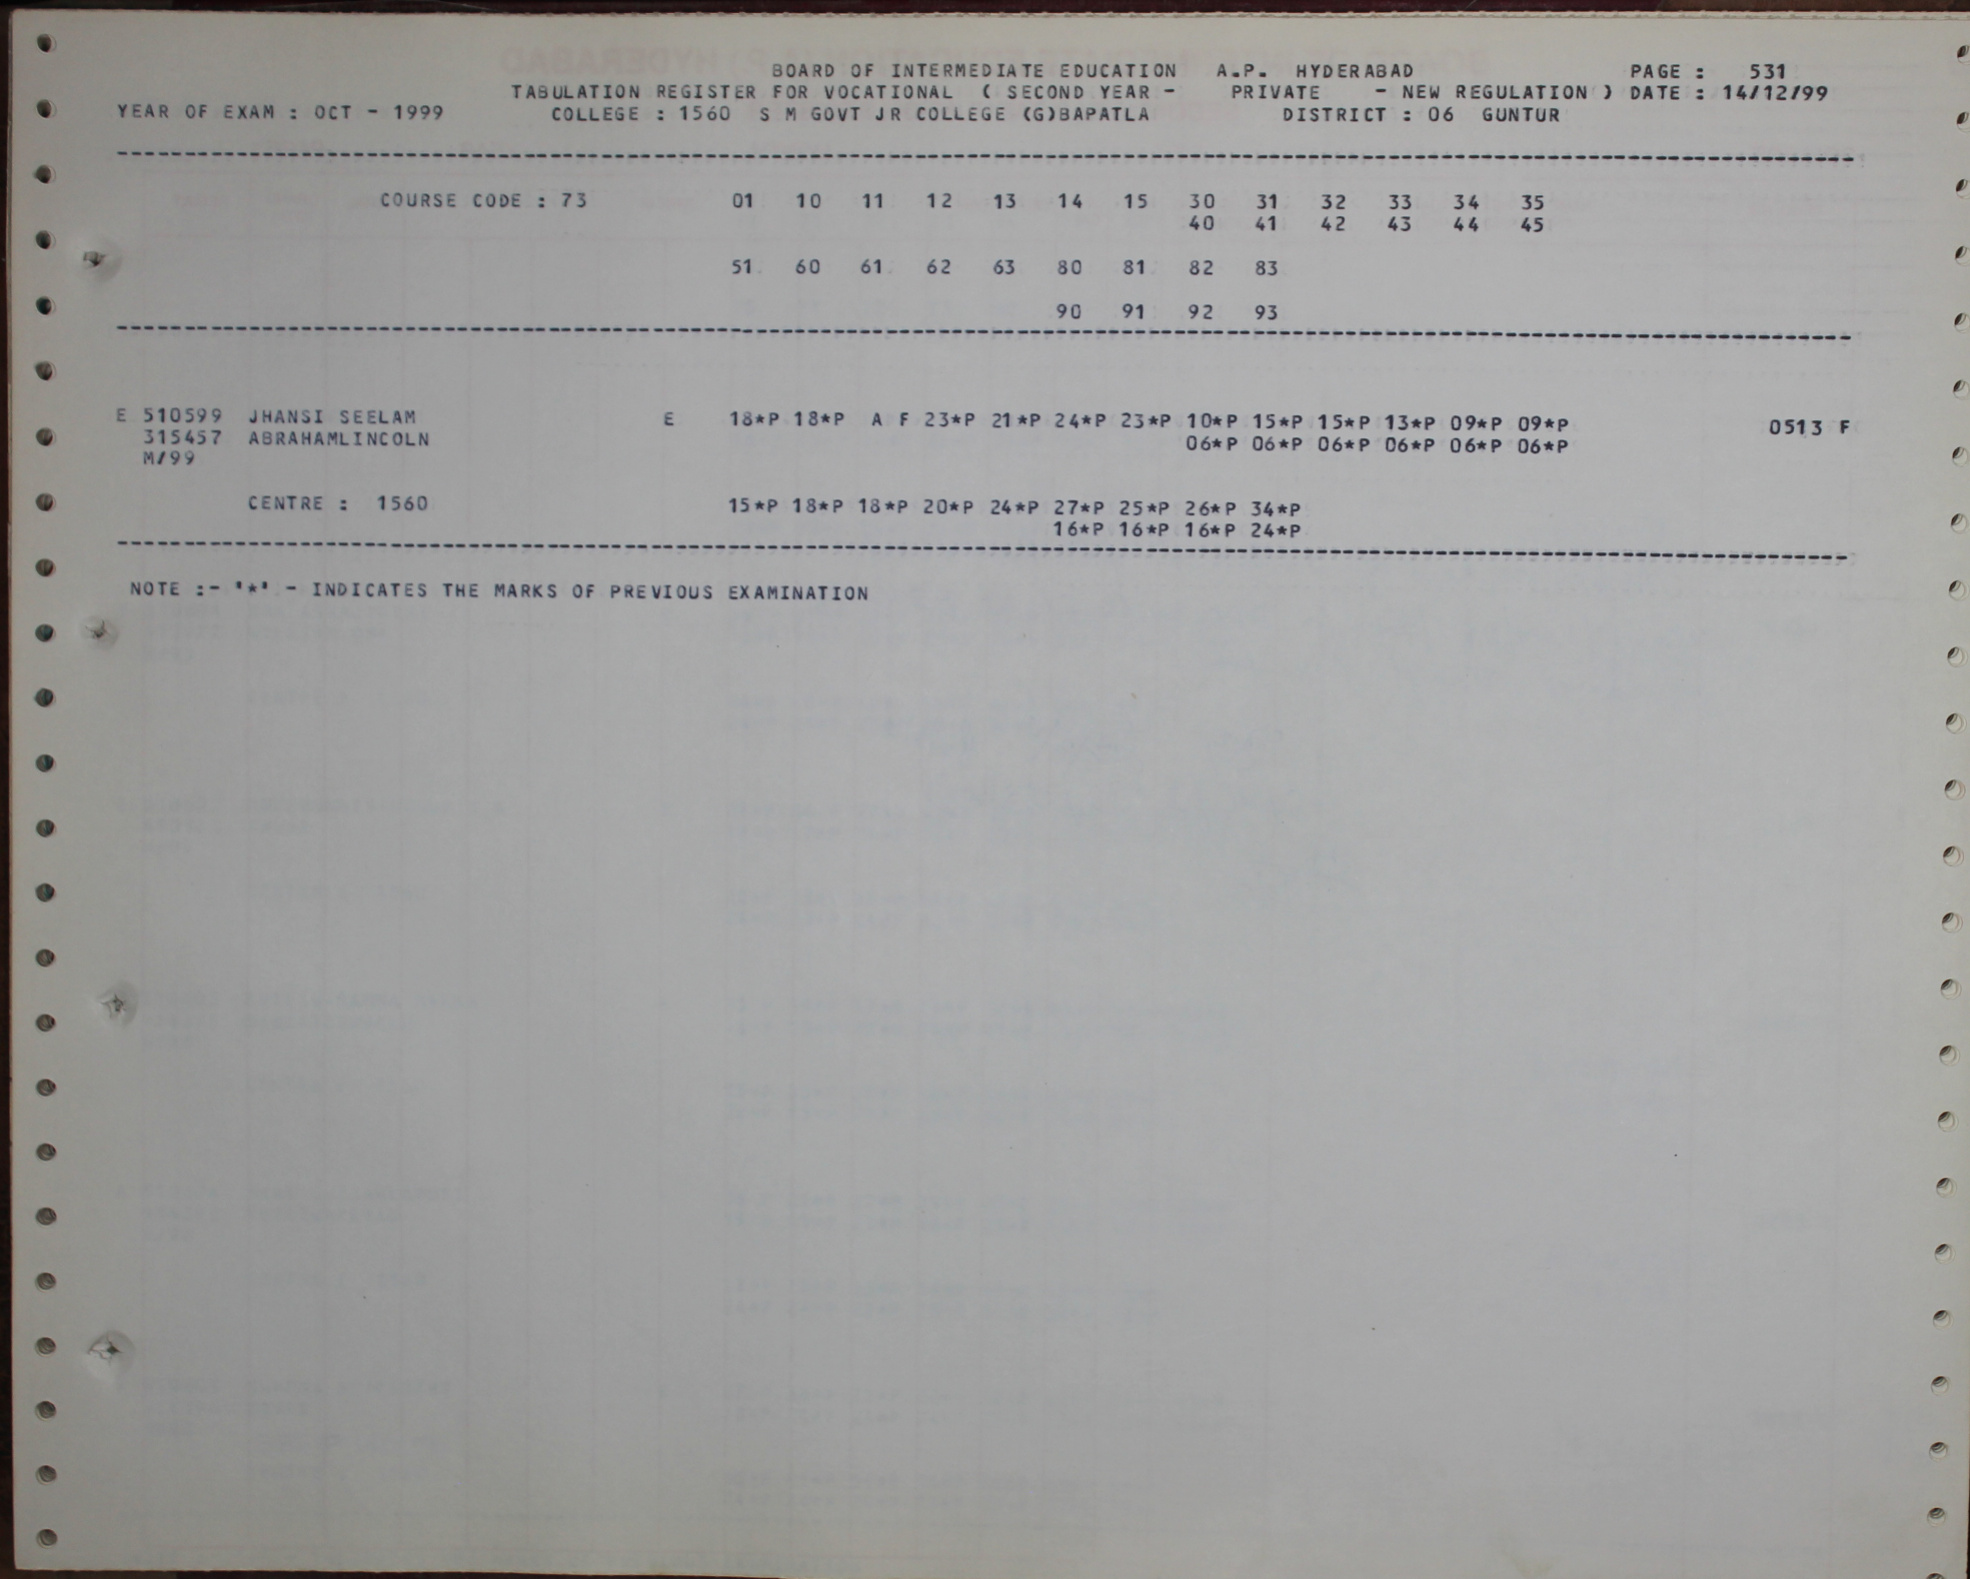 BOARD OF INTERMEDIATE EDUCATION A.P. HYDERABAD PAGE : 531
TABULATION REGISTER FOR VOCATIONAL ( SECOND YEAR - PRIVATE - NEW REGULATION ) DATE : 14/12/99
YEAR OF EXAM : OCT - 1999 COLLEGE : 1560 S M GOVT JR COLLEGE (G)BAPATLA DISTRICT : 06 GUNTUR
COURSE CODE : 73 01 10 11 12 13 14 15 30 31 32 33 34 35
40 41 42 43 44 45
51 60 61 62 63 80 81 82 83
90 91 92 93
E 510599 JHANSI SEELAM E 18*P 18*P A F 23*P 21*P 24*P 23*P 10*P 15*P 15*P 13*P 09*P 09*P 0513 F
315457 ABRAHAMLINCOLN 06*P 06*P 06*P 06*P 06*P 06*P
M/99
CENTRE : 1560 15*P 18*P 18*P 20*P 24*P 27*P 25*P 26*P 34*P
16*P 16*P 16*P 24*P
NOTE :- '*' - INDICATES THE MARKS OF PREVIOUS EXAMINATION